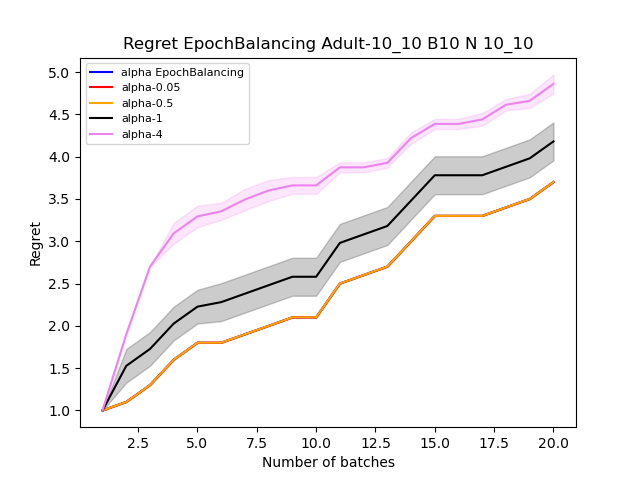 Regret EpochBalancing Adult-10_10 B10 N 10_10
alpha EpochBalancing
alpha-0.05
alpha-0.5
alpha-1
alpha-4
5.0
4.5
4.0
3.5
3.0
2.5
2.0
1.5
1.0
Regret
2.5 5.0 7.5 10.0 12.5 15.0 17.5 20.0
Number of batches